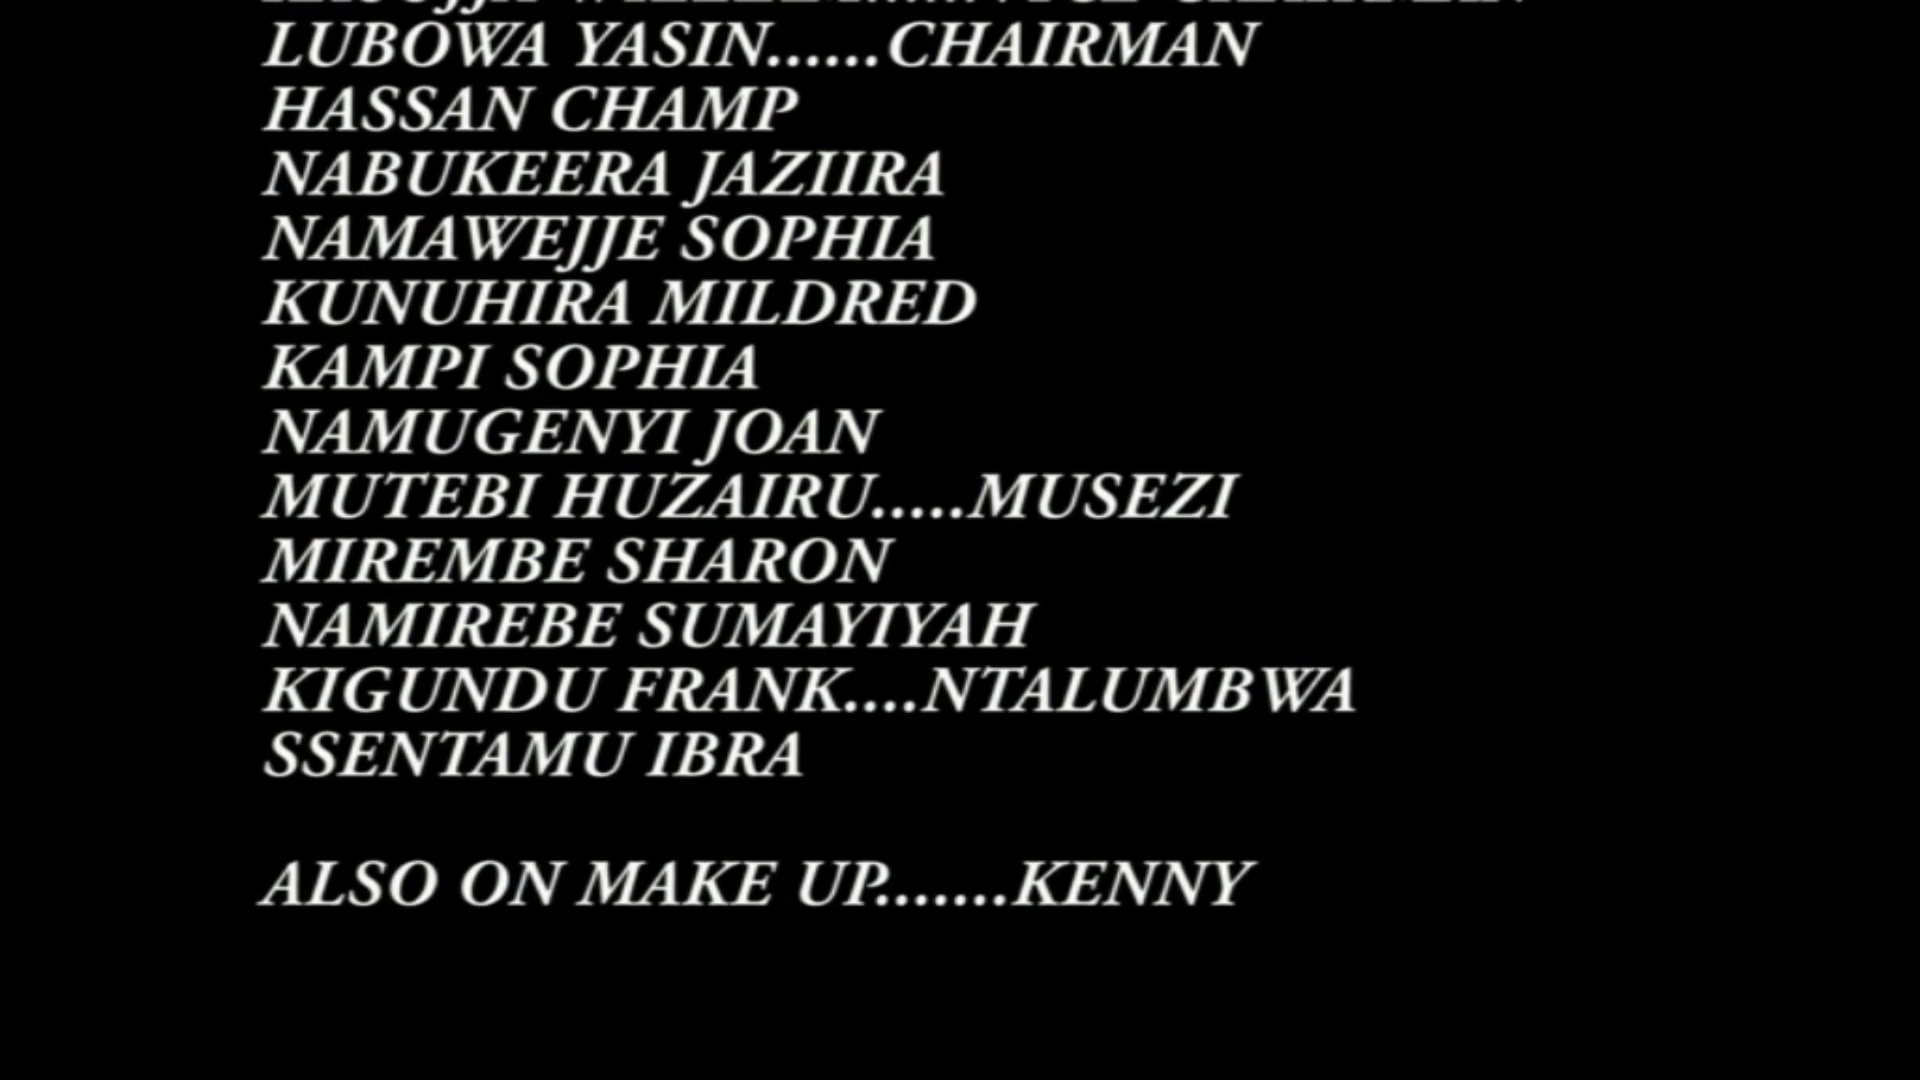 LUBOWA YASIN......CHAIRMAN
HASSAN CHAMP
NABUKEERA JAZIIRA
NAMAWEJJE SOPHIA
KUNUHIRA MILDRED
KAMPI SOPHIA
NAMUGENYI JOAN
MUTEBI HUZAIRU.....MUSEZI
MIREMBE SHARON
NAMIREBE SUMAYIYAH
KIGUNDU FRANK....NTALUMBWA
SSENTAMU IBRA
ALSO ON MAKE UP.......KENNY